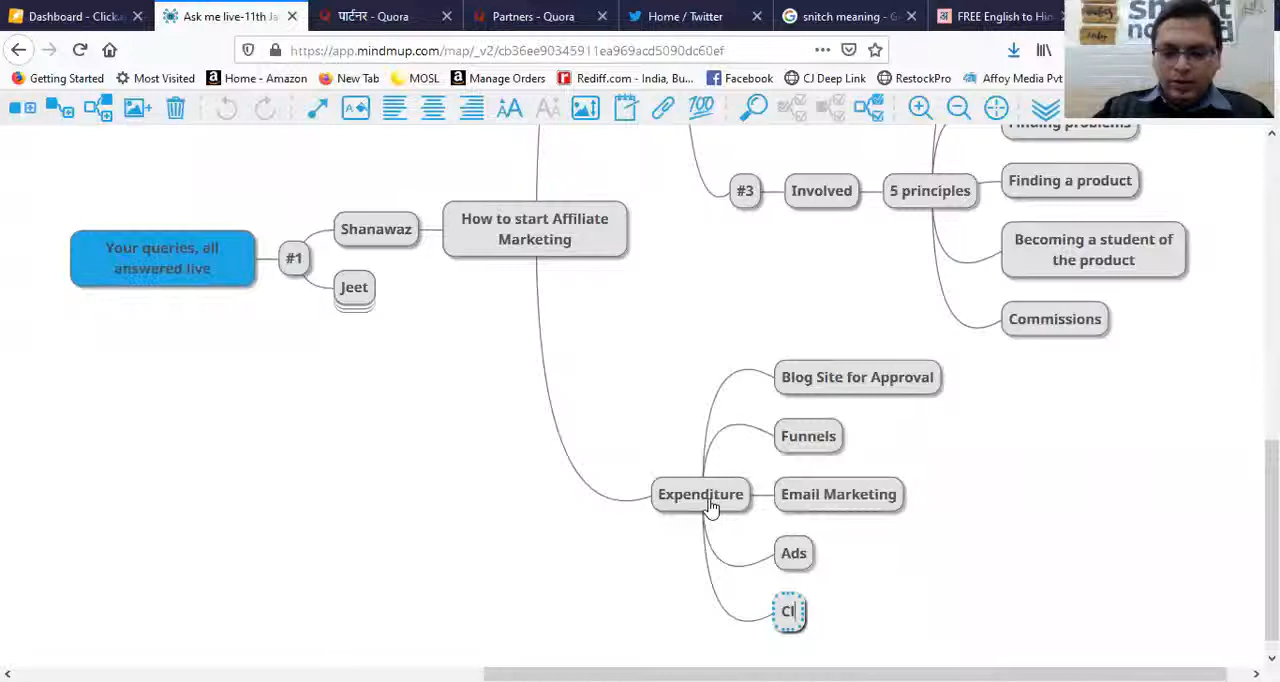 Dashboard - Click
Ask me live-11th Ja
पार्टनर - Quora
Partners - Quora
Home / Twitter
snitch meaning - G
FREE English to Hin
https://app.mindmup.com/map/_v2/cb36ee90345911ea969acd5090dc60ef
Getting Started
Most Visited
Home - Amazon
New Tab
MOSL
Manage Orders
Rediff.com - India, Bu...
Facebook
CJ Deep Link
RestockPro
Affoy Media Pvt
Finding problems
#3
Involved
5 principles
Finding a product
Shanawaz
How to start Affiliate
Marketing
Your queries, all
answered live
#1
Becoming a student of
the product
Jeet
Commissions
Blog Site for Approval
Funnels
Expenditure
Email Marketing
Ads
Cl